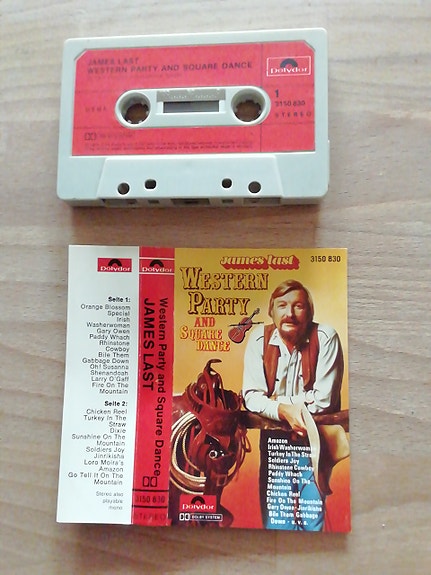 JAMES LAST
WESTERN PARTY AND SQUARE DANCE
Polydor
1
3150 830
STEREO
Polydor
Seite 1:
Orange Blossom
Special
Irish
Washerwoman
Gary Owen
Paddy Whach
Rhinestone
Cowboy
Bile Them
Gabbage Down
Oh! Susanna
Shenandoah
Larry O'Gaff
Fire On The
Mountain
Seite 2:
Chicken Reel
Turkey In The
Straw
Dixie
Sunshine On The
Mountain
Soldiers Joy
Jinrikisha
Lora Moira's
Amazon
Go Tell It On The
Mountain
Stereo also
playable
mono
Polydor
Western Party and Square Dance
JAMES LAST
3150 830
james last
3150 830
WESTERN
PARTY
AND
SQUARE
DANCE
Amazon
Irish Washerwoman
Turkey In The Straw
Soldiers Joy
Rhinestone Cowboy
Paddy Whach
Sunshine On The
Mountain
Chicken Reel
Fire On The Mountain
Gary Owen · Jinrikisha
Bile Them Gabbage
Down · u. v. a.
Polydor
DOLBY SYSTEM